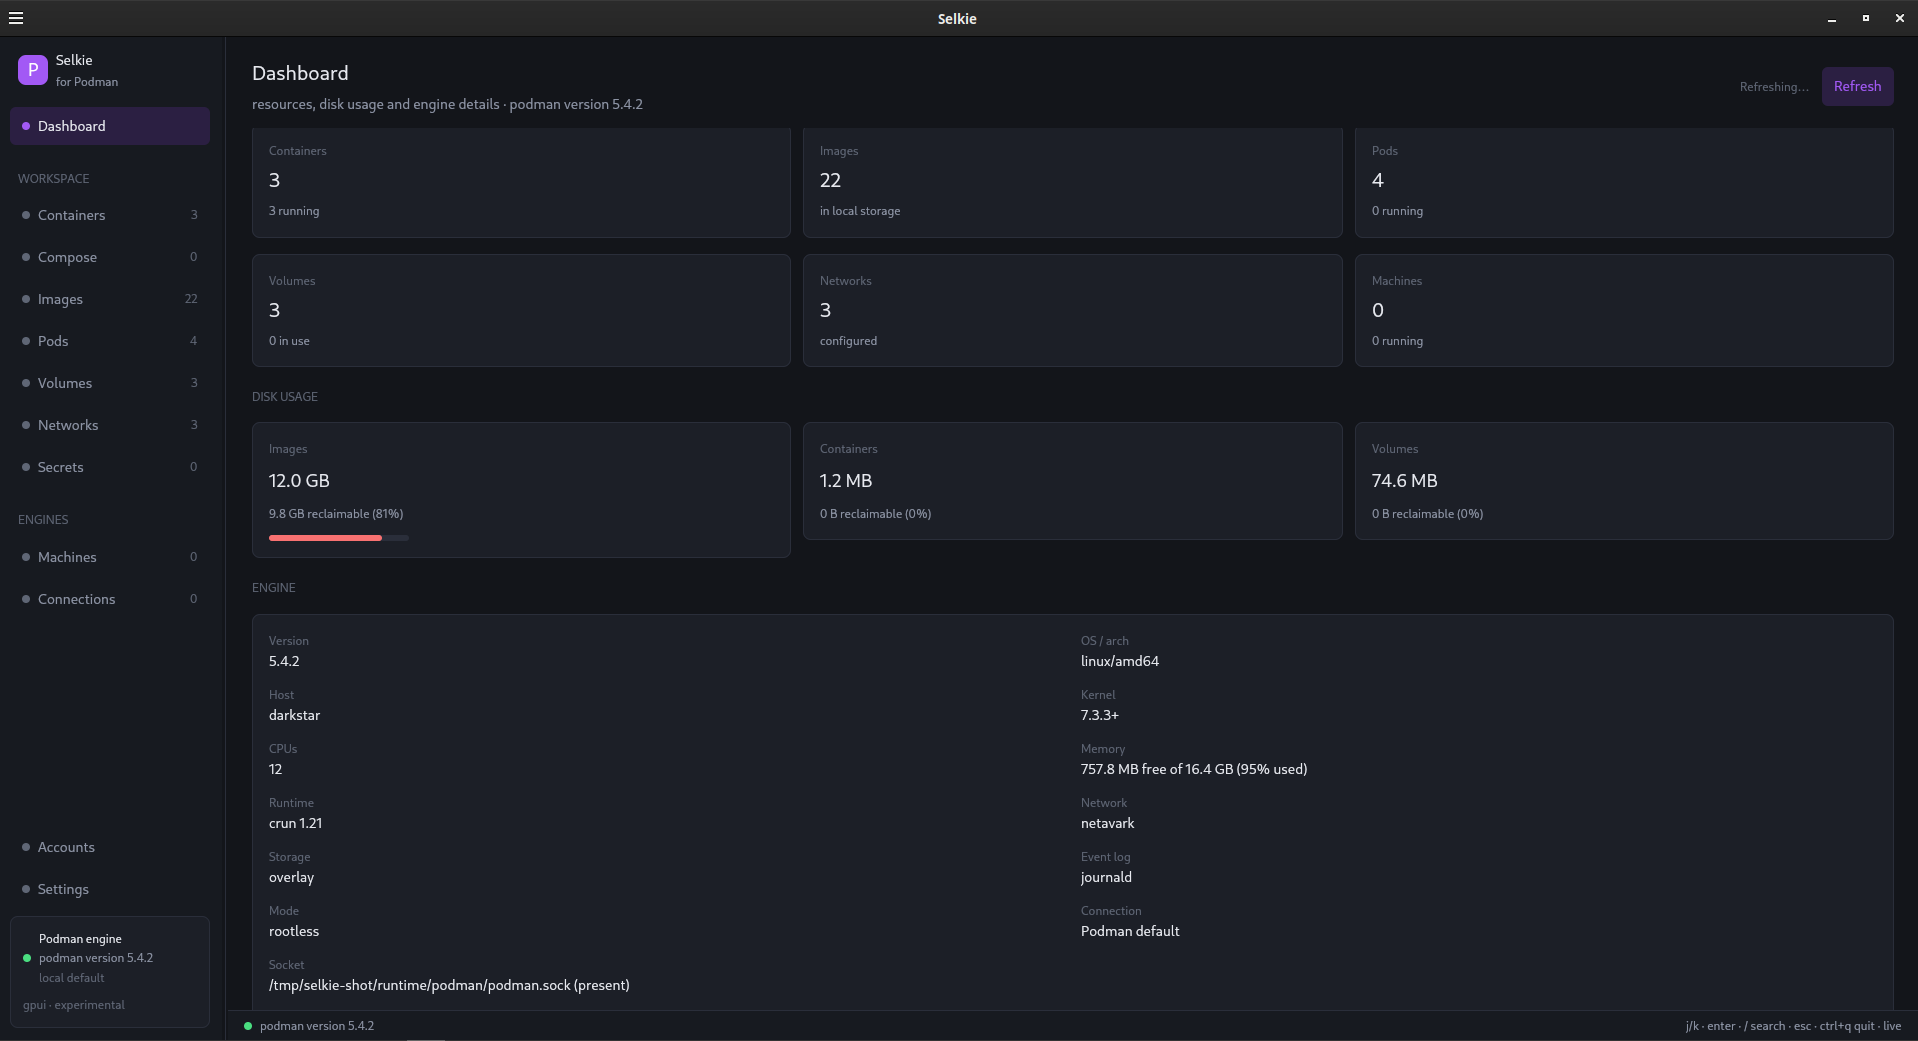 Selkie
P
Selkie
for Podman
Dashboard
WORKSPACE
Containers 3
Compose 0
Images 22
Pods 4
Volumes 3
Networks 3
Secrets 0
ENGINES
Machines 0
Connections 0
Accounts
Settings
Podman engine
podman version 5.4.2
local default
gpui · experimental
Dashboard
resources, disk usage and engine details · podman version 5.4.2
Refreshing…
Refresh
Containers
3
3 running
Images
22
in local storage
Pods
4
0 running
Volumes
3
0 in use
Networks
3
configured
Machines
0
0 running
DISK USAGE
Images
12.0 GB
9.8 GB reclaimable (81%)
Containers
1.2 MB
0 B reclaimable (0%)
Volumes
74.6 MB
0 B reclaimable (0%)
ENGINE
Version
5.4.2
OS / arch
linux/amd64
Host
darkstar
Kernel
7.3.3+
CPUs
12
Memory
757.8 MB free of 16.4 GB (95% used)
Runtime
crun 1.21
Network
netavark
Storage
overlay
Event log
journald
Mode
rootless
Connection
Podman default
Socket
/tmp/selkie-shot/runtime/podman/podman.sock (present)
podman version 5.4.2
j/k · enter · / search · esc · ctrl+q quit · live